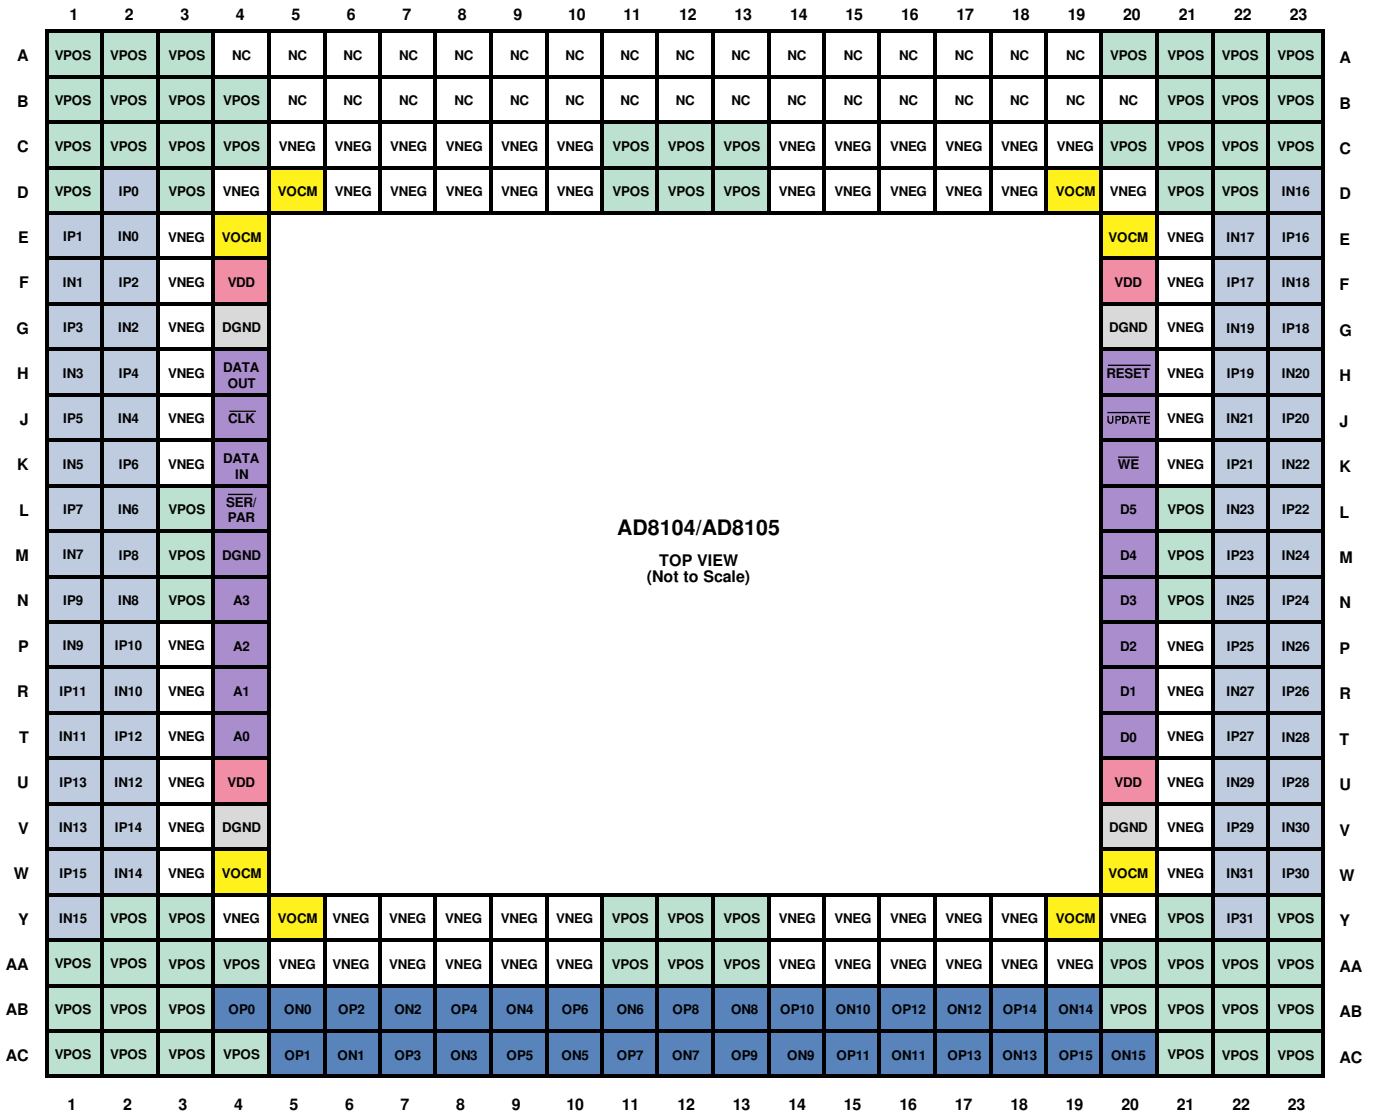 1 2 3 4 5 6 7 8 9 10 11 12 13 14 15 16 17 18 19 20 21 22 23
A VPOS VPOS VPOS NC NC NC NC NC NC NC NC NC NC NC NC NC NC NC NC VPOS VPOS VPOS VPOS A
B VPOS VPOS VPOS VPOS NC NC NC NC NC NC NC NC NC NC NC NC NC NC NC NC VPOS VPOS VPOS B
C VPOS VPOS VPOS VPOS VNEG VNEG VNEG VNEG VNEG VNEG VPOS VPOS VPOS VNEG VNEG VNEG VNEG VNEG VNEG VPOS VPOS VPOS VPOS C
D VPOS IP0 VPOS VNEG VOCM VNEG VNEG VNEG VNEG VNEG VPOS VPOS VPOS VNEG VNEG VNEG VNEG VNEG VOCM VNEG VPOS VPOS IN16 D
E IP1 IN0 VNEG VOCM VOCM VNEG IN17 IP16 E
F IN1 IP2 VNEG VDD VDD VNEG IP17 IN18 F
G IP3 IN2 VNEG DGND DGND VNEG IN19 IP18 G
H IN3 IP4 VNEG DATA OUT RESET VNEG IP19 IN20 H
J IP5 IN4 VNEG CLK UPDATE VNEG IN21 IP20 J
K IN5 IP6 VNEG DATA IN WE VNEG IP21 IN22 K
L IP7 IN6 VPOS SER/ PAR D5 VPOS IN23 IP22 L
AD8104/AD8105
M IN7 IP8 VPOS DGND D4 VPOS IP23 IN24 M
TOP VIEW
(Not to Scale)
N IP9 IN8 VPOS A3 D3 VPOS IN25 IP24 N
P IN9 IP10 VNEG A2 D2 VNEG IP25 IN26 P
R IP11 IN10 VNEG A1 D1 VNEG IN27 IP26 R
T IN11 IP12 VNEG A0 D0 VNEG IP27 IN28 T
U IP13 IN12 VNEG VDD VDD VNEG IN29 IP28 U
V IN13 IP14 VNEG DGND DGND VNEG IP29 IN30 V
W IP15 IN14 VNEG VOCM VOCM VNEG IN31 IP30 W
Y IN15 VPOS VPOS VNEG VOCM VNEG VNEG VNEG VNEG VNEG VPOS VPOS VPOS VNEG VNEG VNEG VNEG VNEG VOCM VNEG VPOS IP31 VPOS Y
AA VPOS VPOS VPOS VPOS VNEG VNEG VNEG VNEG VNEG VNEG VPOS VPOS VPOS VNEG VNEG VNEG VNEG VNEG VNEG VPOS VPOS VPOS VPOS AA
AB VPOS VPOS VPOS OP0 ON0 OP2 ON2 OP4 ON4 OP6 ON6 OP8 ON8 OP10 ON10 OP12 ON12 OP14 ON14 VPOS VPOS VPOS VPOS AB
AC VPOS VPOS VPOS VPOS OP1 ON1 OP3 ON3 OP5 ON5 OP7 ON7 OP9 ON9 OP11 ON11 OP13 ON13 OP15 ON15 VPOS VPOS VPOS AC
1 2 3 4 5 6 7 8 9 10 11 12 13 14 15 16 17 18 19 20 21 22 23